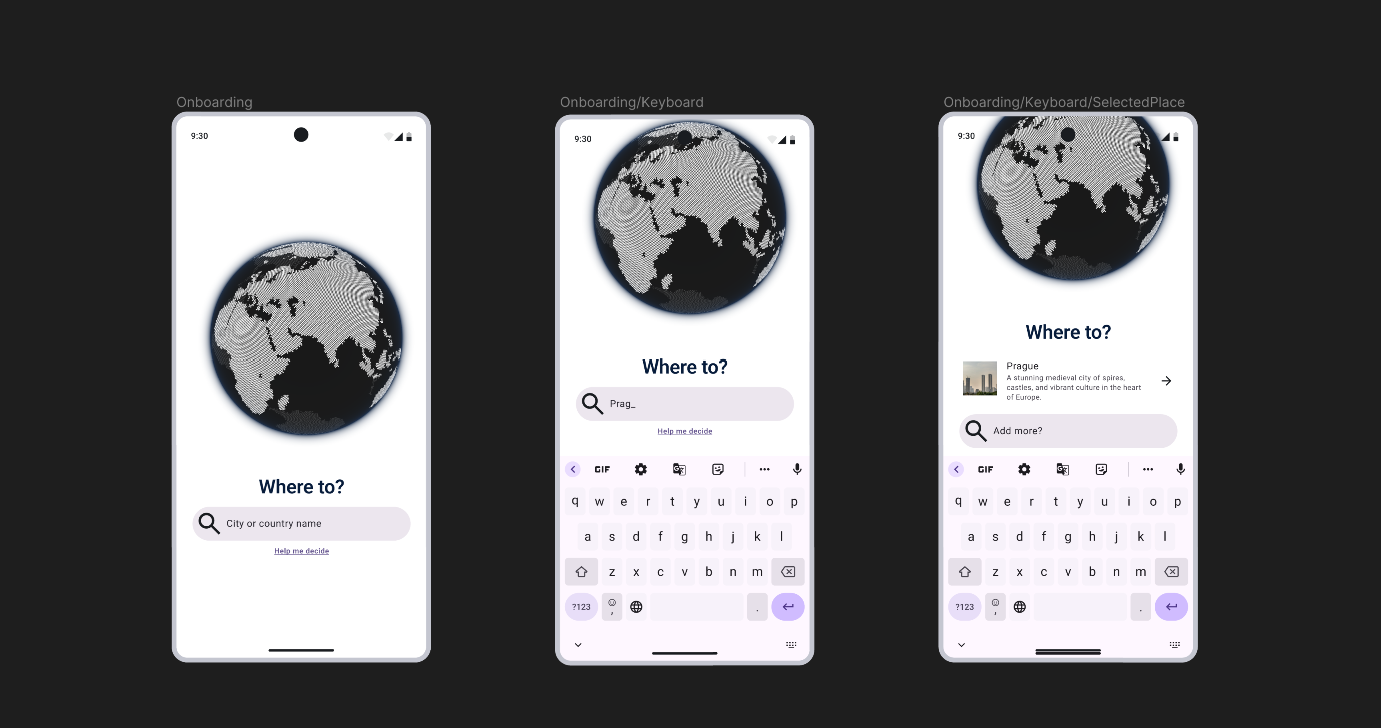 Onboarding
9:30
Where to?
City or country name
Help me decide
Onboarding/Keyboard
9:30
Where to?
Prag_
Help me decide
GIF
q w e r t y u i o p
a s d f g h j k l
z x c v b n m
?123 , .
Onboarding/Keyboard/SelectedPlace
9:30
Where to?
Prague
A stunning medieval city of spires,
castles, and vibrant culture in the heart
of Europe.
Add more?
GIF
q w e r t y u i o p
a s d f g h j k l
z x c v b n m
?123 , .